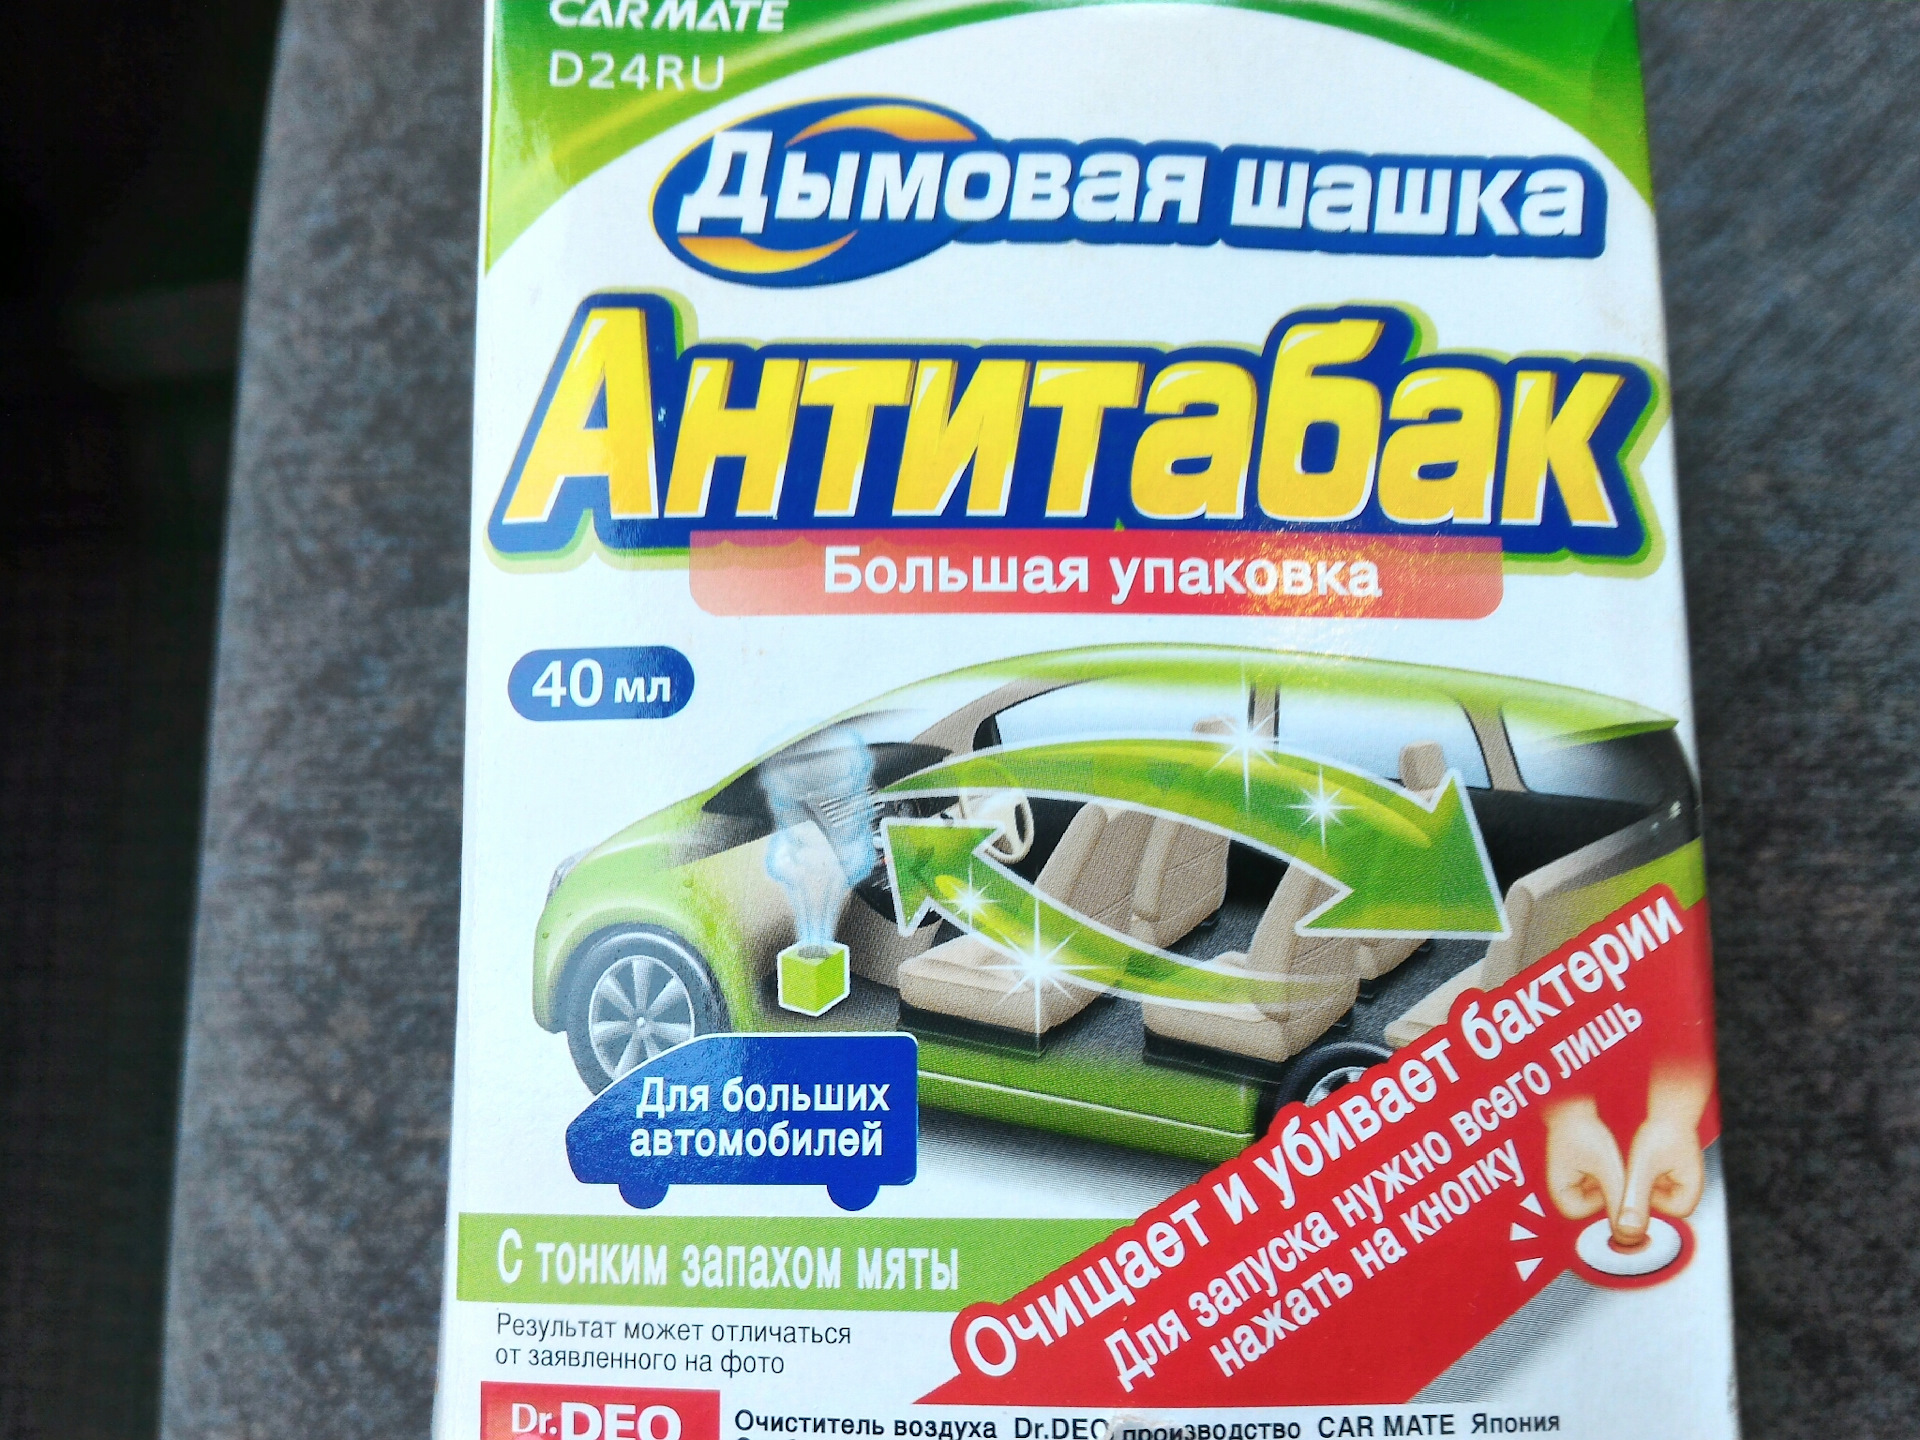 CAR MATE
D24RU
Дымовая шашка
Антитабак
Большая упаковка
40 мл
Для больших
автомобилей
Очищает и убивает бактерии
Для запуска нужно всего лишь
нажать на кнопку
С тонким запахом мяты
Результат может отличаться
от заявленного на фото
Dr.DEO
Очиститель воздуха Dr.DEO производство CAR MATE Япония